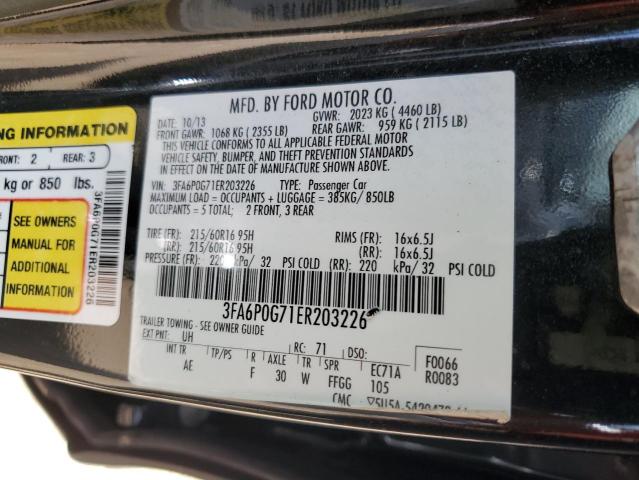 MFD. BY FORD MOTOR CO.
DATE: 10/13 GVWR: 2023 KG ( 4460 LB)
FRONT GAWR: 1068 KG ( 2355 LB) REAR GAWR: 959 KG ( 2115 LB)
THIS VEHICLE CONFORMS TO ALL APPLICABLE FEDERAL MOTOR
VEHICLE SAFETY, BUMPER, AND THEFT PREVENTION STANDARDS
IN EFFECT ON THE DATE OF MANUFACTURE SHOWN ABOVE.
VIN: 3FA6P0G71ER203226 TYPE: Passenger Car
MAXIMUM LOAD = OCCUPANTS + LUGGAGE = 385KG/ 850LB
OCCUPANTS = 5 TOTAL; 2 FRONT, 3 REAR
TIRE (FR): 215/60R16 95H RIMS (FR): 16x6.5J
(RR): 215/60R16 95H (RR): 16x6.5J
PRESSURE (FR): 220 kPa/ 32 PSI COLD (RR): 220 kPa/ 32 PSI COLD
3FA6P0G71ER203226
TRAILER TOWING - SEE OWNER GUIDE
EXT PNT: UH RC: 71 DSO:
INT TR TP/PS R AXLE TR SPR EC71A F0066
AE F 30 W FFGG 105 R0083
CMC
NG INFORMATION
FRONT: 2 REAR: 3
kg or 850 lbs.
SEE OWNERS
MANUAL FOR
ADDITIONAL
INFORMATION
3FA6P0G71ER203226